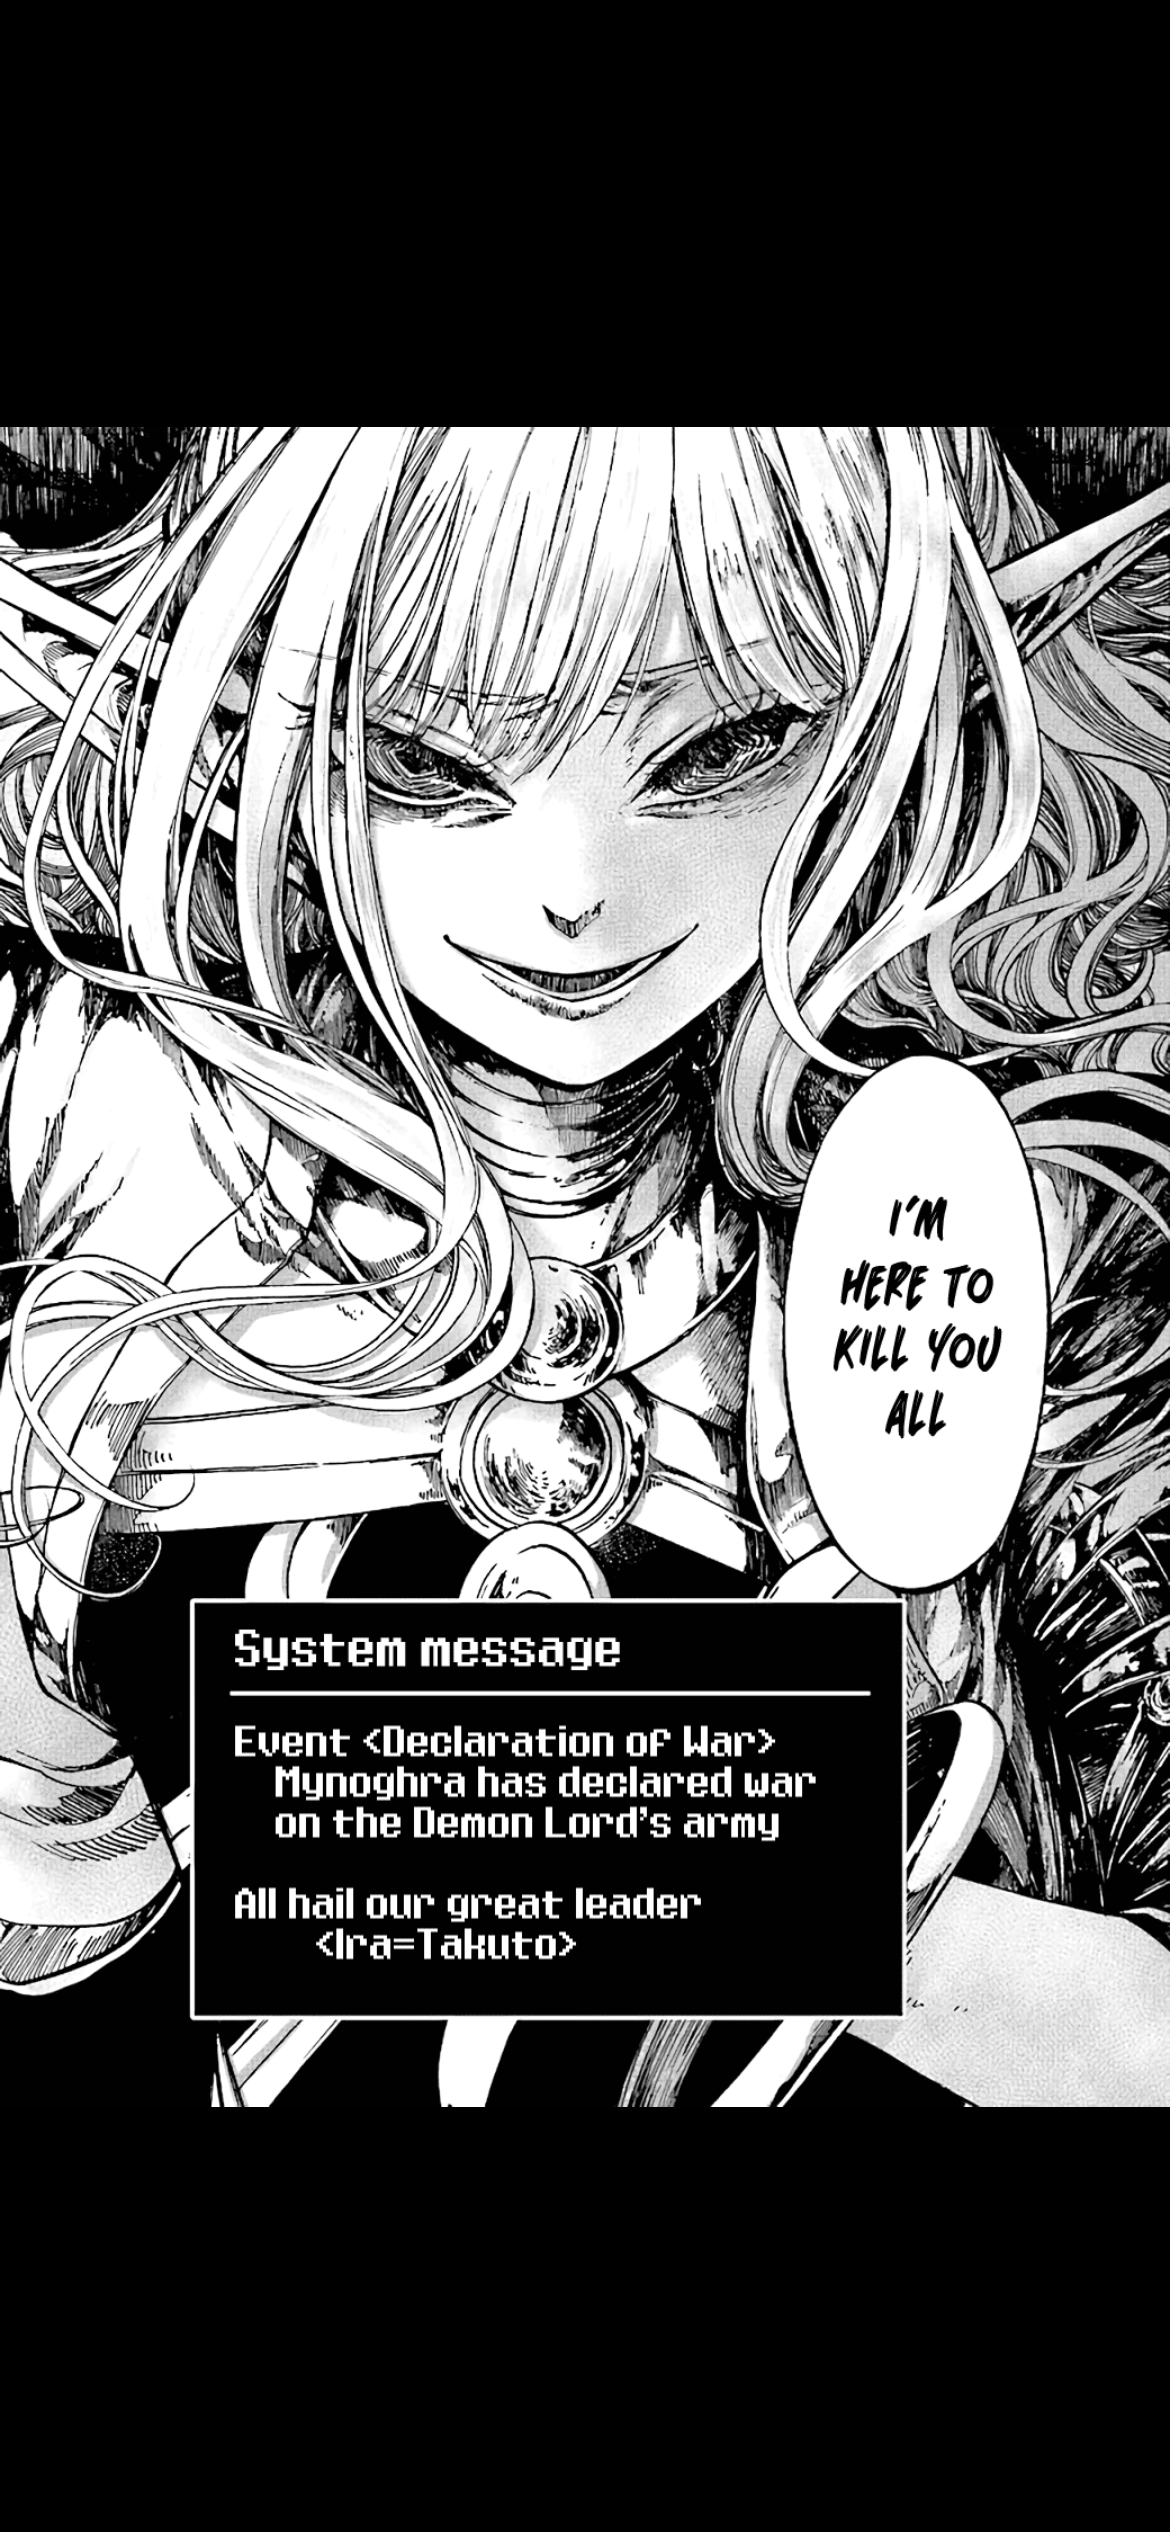 I'M
HERE TO
KILL YOU
ALL
System message
Event <Declaration of War>
Mynoghra has declared war
on the Demon Lord's army
All hail our great leader
<Ira=Takuto>